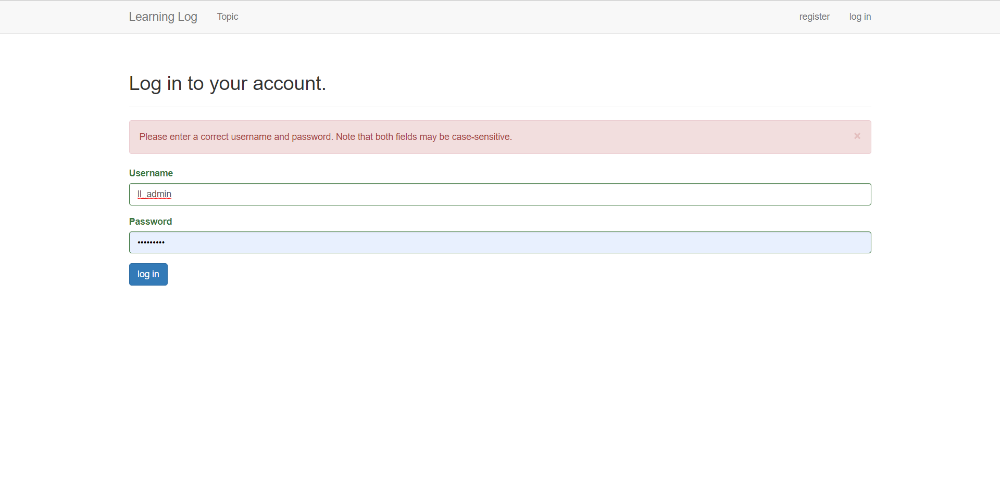 Learning Log Topic register log in
Log in to your account.
Please enter a correct username and password. Note that both fields may be case-sensitive. ×
Username
ll_admin
Password
•••••••••
log in